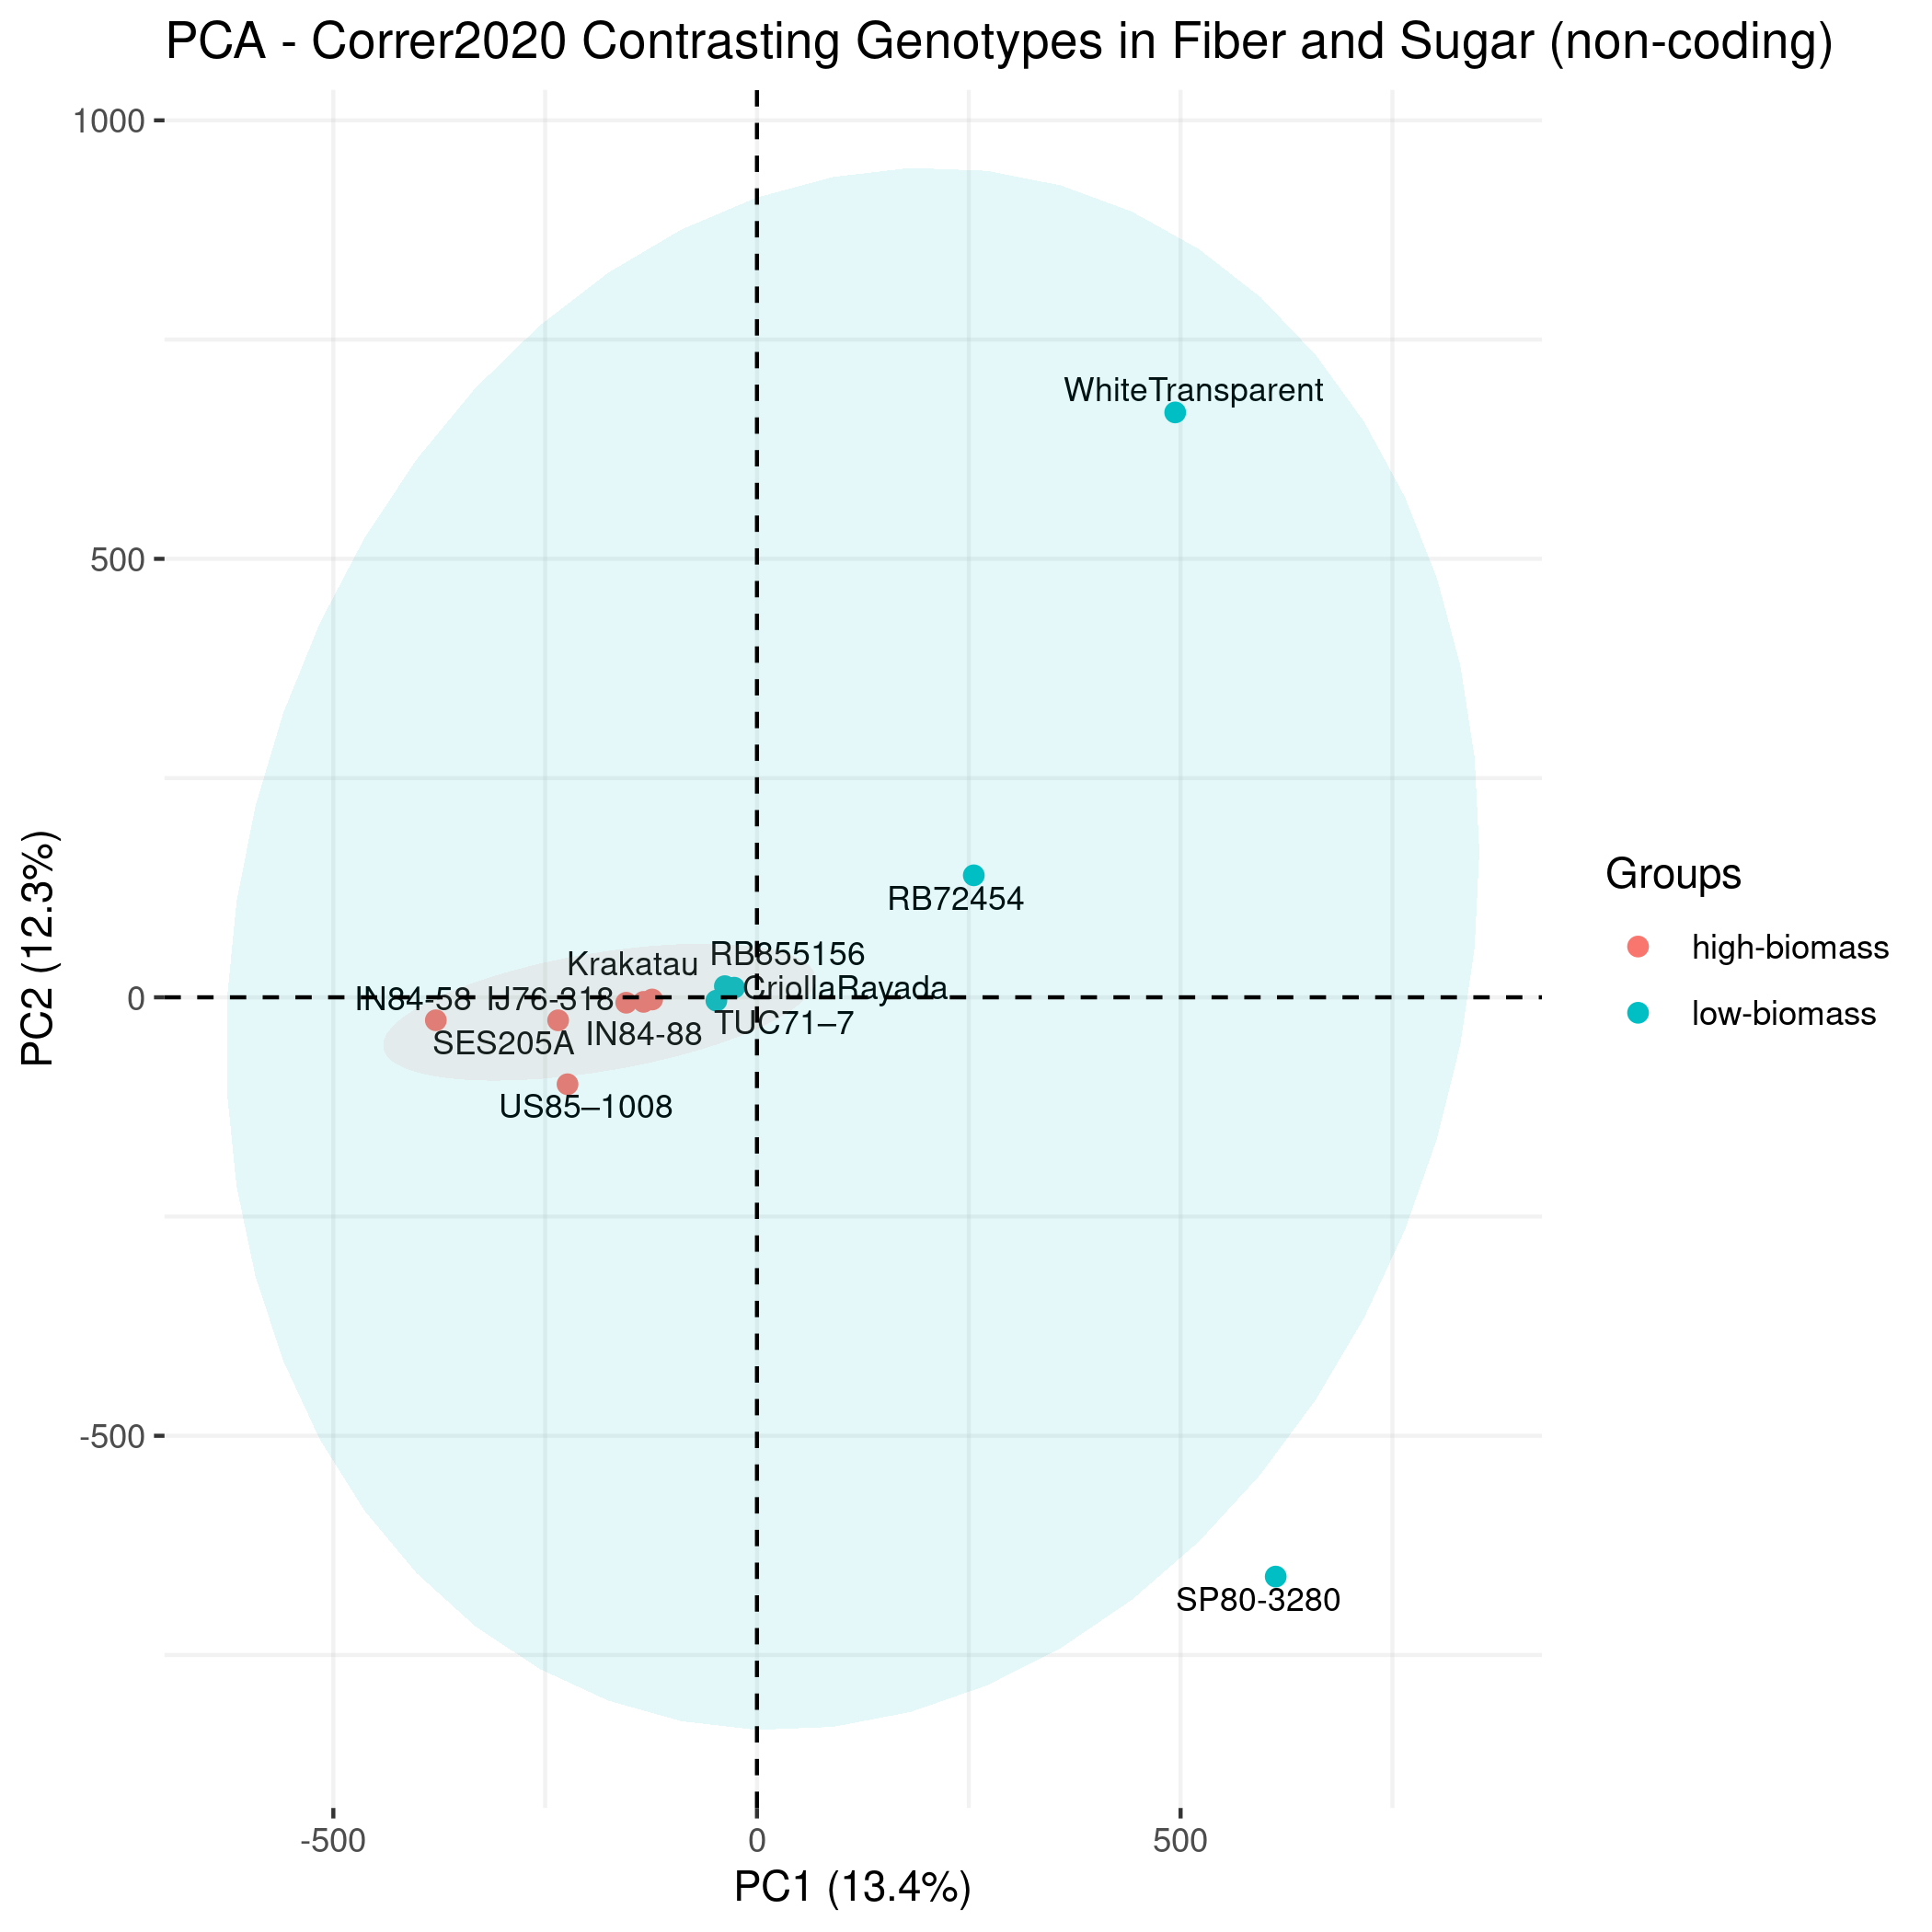 PCA - Correr2020 Contrasting Genotypes in Fiber and Sugar (non-coding)
1000
500
0
-500
PC2 (12.3%)
WhiteTransparent
RB72454
RB855156
Krakatau
CriollaRayada
IN84-58
IJ76-318
TUC71–7
IN84-88
SES205A
US85–1008
SP80-3280
-500
0
500
PC1 (13.4%)
Groups
high-biomass
low-biomass